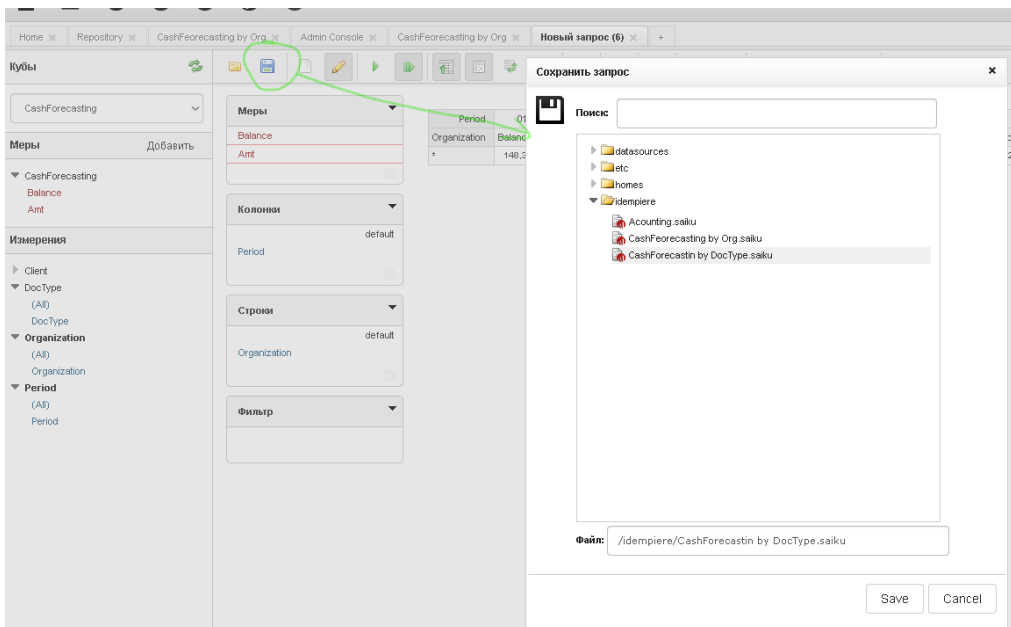 Home × Repository × CashFeorecasting by Org × Admin Console × CashFeorecasting by Org × Новый запрос (6) × +
Кубы
CashForecasting
Меры Добавить
CashForecasting
Balance
Amt
Измерения
Client
DocType
(All)
DocType
Organization
(All)
Organization
Period
(All)
Period
Меры
Balance
Amt
Колонки
default
Period
Строки
default
Organization
Фильтр
Period 01
Organization Balanc
* 148,3
Сохранить запрос ×
Поиск:
datasources
etc
homes
/idempiere
Acounting.saiku
CashFeorecasting by Org.saiku
CashForecastin by DocType.saiku
Файл: /idempiere/CashForecastin by DocType.saiku
Save Cancel